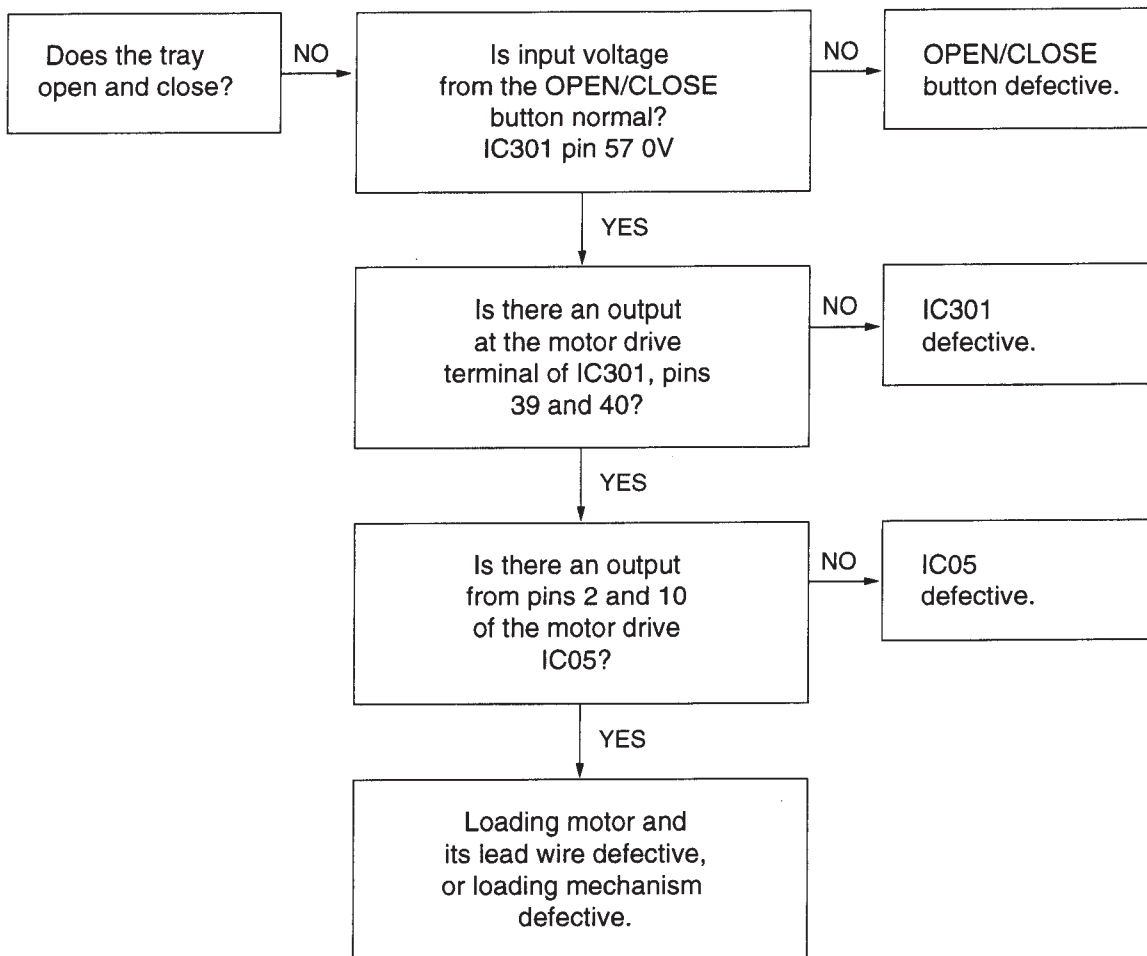 Does the tray
open and close?
NO
Is input voltage
from the OPEN/CLOSE
button normal?
IC301 pin 57 0V
NO
OPEN/CLOSE
button defective.
YES
Is there an output
at the motor drive
terminal of IC301, pins
39 and 40?
NO
IC301
defective.
YES
Is there an output
from pins 2 and 10
of the motor drive
IC05?
NO
IC05
defective.
YES
Loading motor and
its lead wire defective,
or loading mechanism
defective.